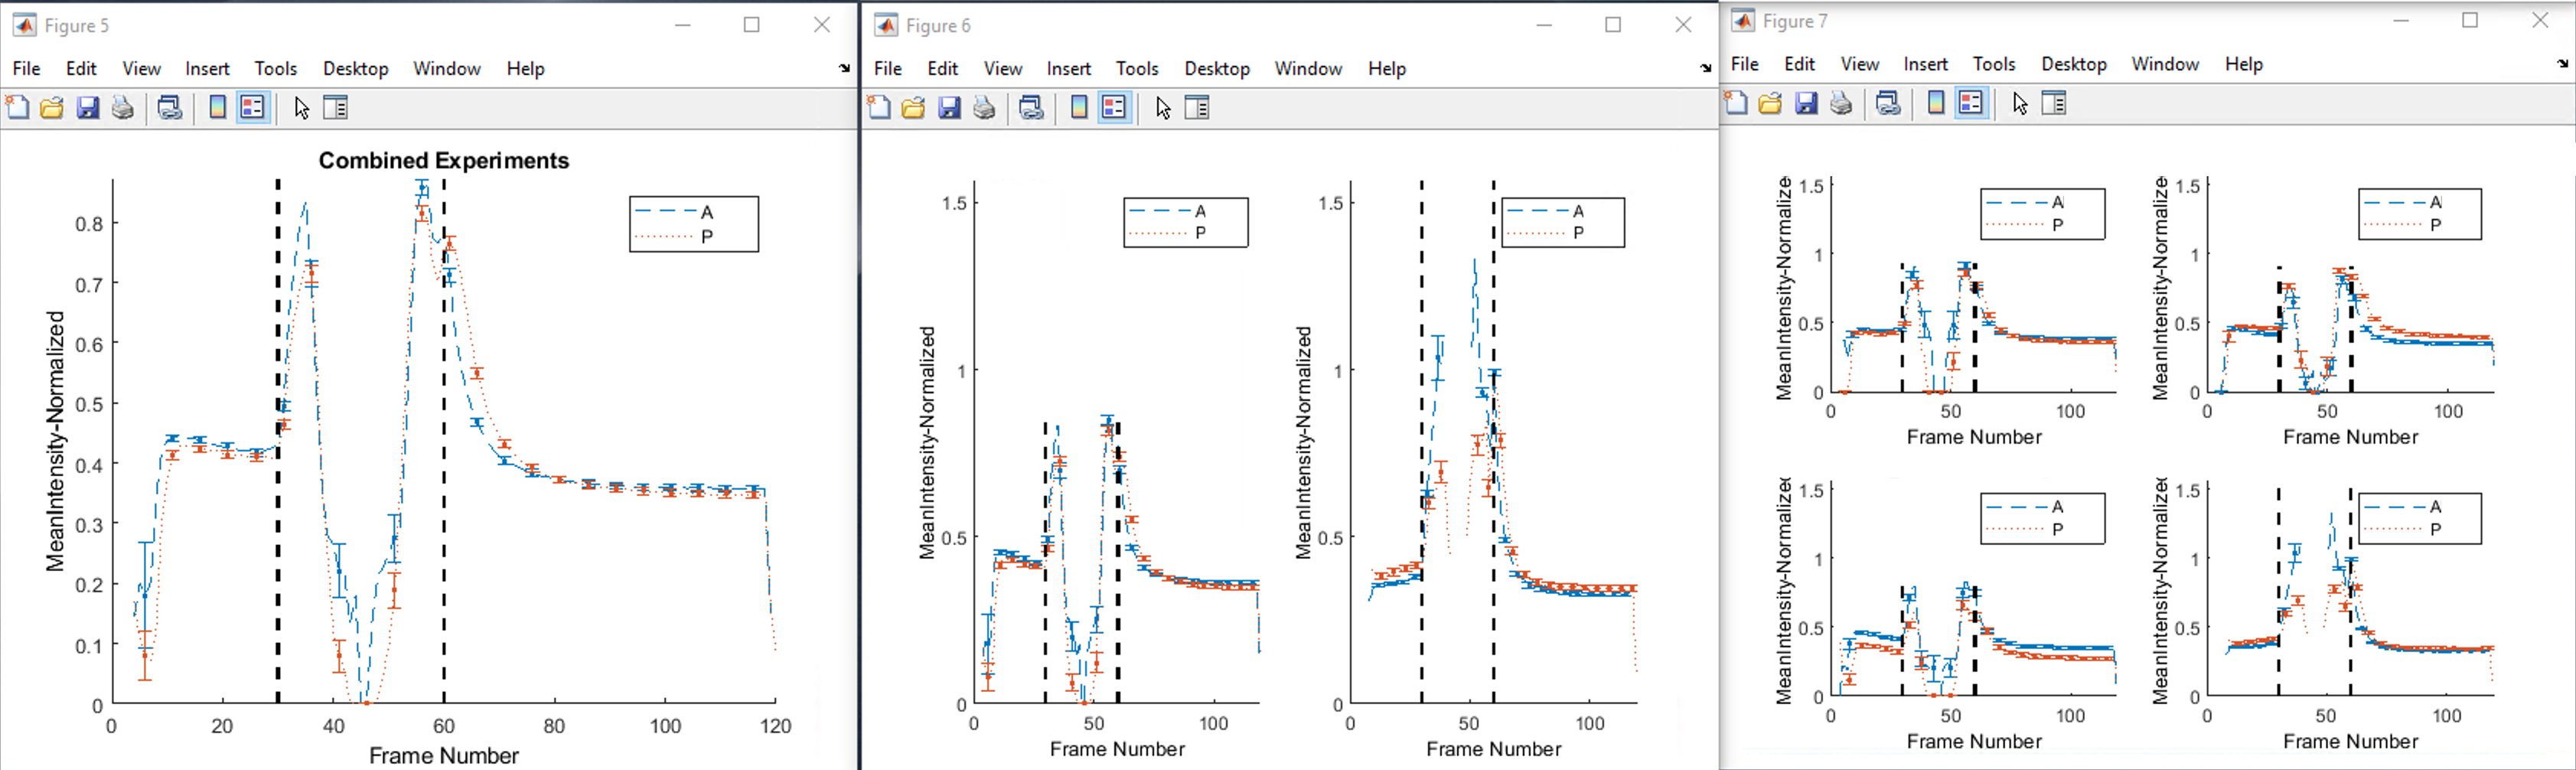 Figure 5
File Edit View Insert Tools Desktop Window Help
Combined Experiments
A
P
0.8
0.7
0.6
0.5
0.4
0.3
0.2
0.1
0
MeanIntensity-Normalized
0 20 40 60 80 100 120
Frame Number
Figure 6
File Edit View Insert Tools Desktop Window Help
1.5
1
0.5
0
MeanIntensity-Normalized
A
P
0 50 100
Frame Number
1.5
1
0.5
0
MeanIntensity-Normalized
A
P
0 50 100
Frame Number
Figure 7
File Edit View Insert Tools Desktop Window Help
1.5
1
0.5
0
MeanIntensity-Normalize
A
P
0 50 100
Frame Number
1.5
1
0.5
0
MeanIntensity-Normalize
A
P
0 50 100
Frame Number
1.5
1
0.5
0
MeanIntensity-Normalized
A
P
0 50 100
Frame Number
1.5
1
0.5
0
MeanIntensity-Normalized
A
P
0 50 100
Frame Number